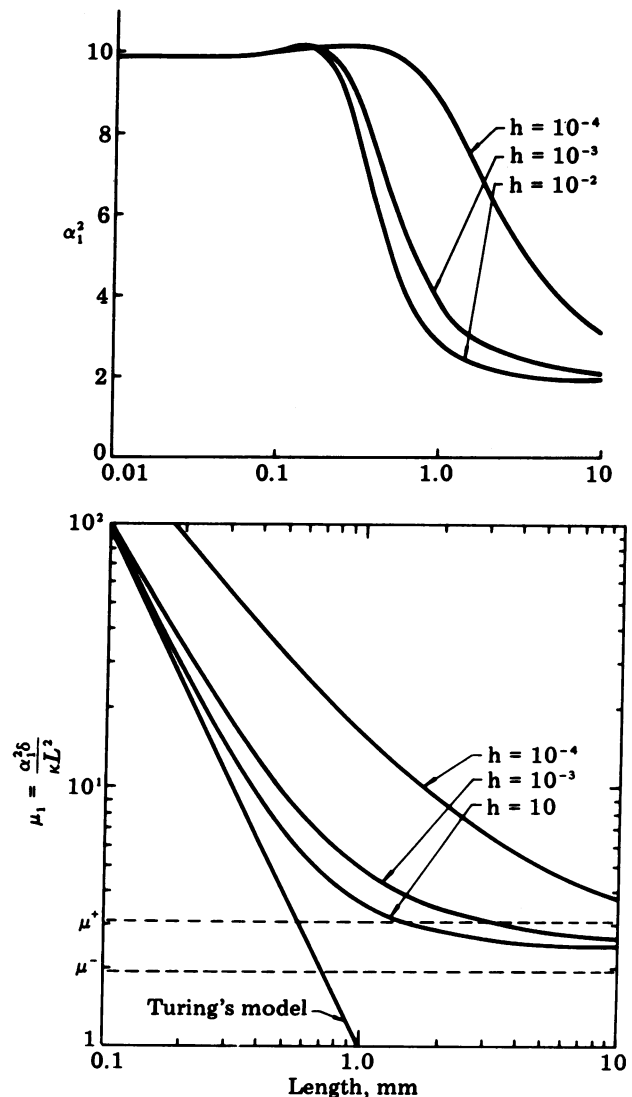 10
8
6
4
2
0
α₁²
h = 10⁻⁴
h = 10⁻³
h = 10⁻²
0.01 0.1 1.0 10
10²
10¹
1
μ₁ = α₁²δ / κL²
h = 10⁻⁴
h = 10⁻³
h = 10
μ⁺
μ⁻
Turing's model
0.1 1.0 10
Length, mm